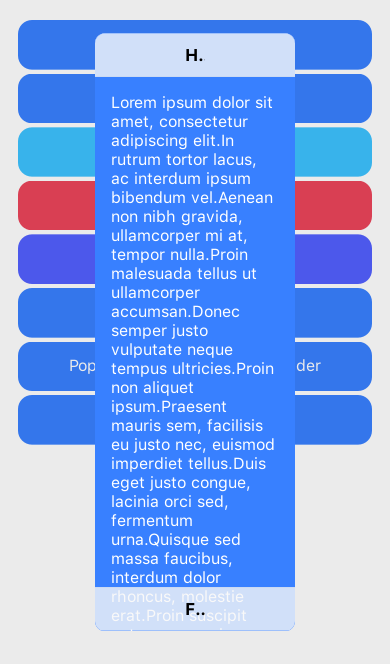 H.
Lorem ipsum dolor sit
amet, consectetur
adipiscing elit.In
rutrum tortor lacus,
ac interdum ipsum
bibendum vel.Aenean
non nibh gravida,
ullamcorper mi at,
tempor nulla.Proin
malesuada tellus ut
ullamcorper
accumsan.Donec
semper justo
vulputate neque
tempus ultricies.Proin
non aliquet
ipsum.Praesent
mauris sem, facilisis
eu justo nec, euismod
imperdiet tellus.Duis
eget justo congue,
lacinia orci sed,
fermentum
urna.Quisque sed
massa faucibus,
interdum dolor
rhoncus, molestie
erat.Proin suscipit
F..
Pop
der